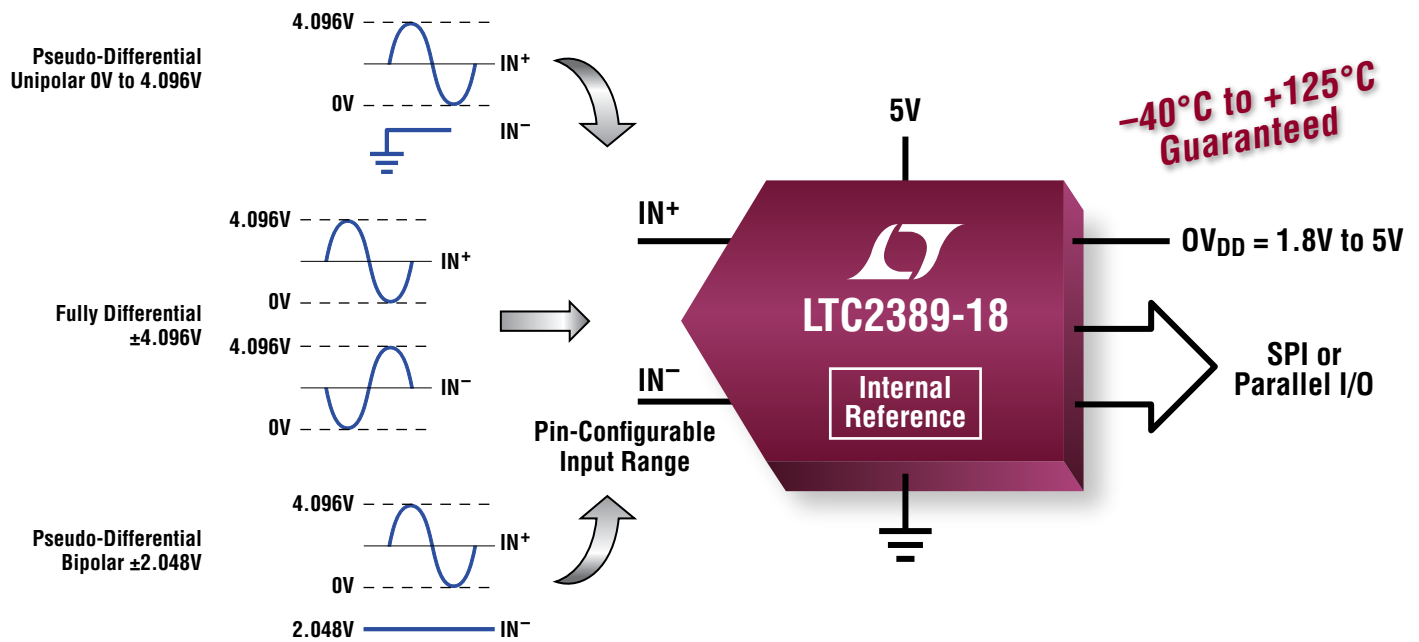 Pseudo-Differential
Unipolar 0V to 4.096V
4.096V
IN+
0V
IN−
4.096V
IN+
0V
Fully Differential
±4.096V
4.096V
IN−
0V
Pseudo-Differential
Bipolar ±2.048V
4.096V
IN+
0V
2.048V
IN−
IN+
IN−
Pin-Configurable
Input Range
5V
LTC2389-18
Internal
Reference
–40°C to +125°C
Guaranteed
OVDD = 1.8V to 5V
SPI or
Parallel I/O